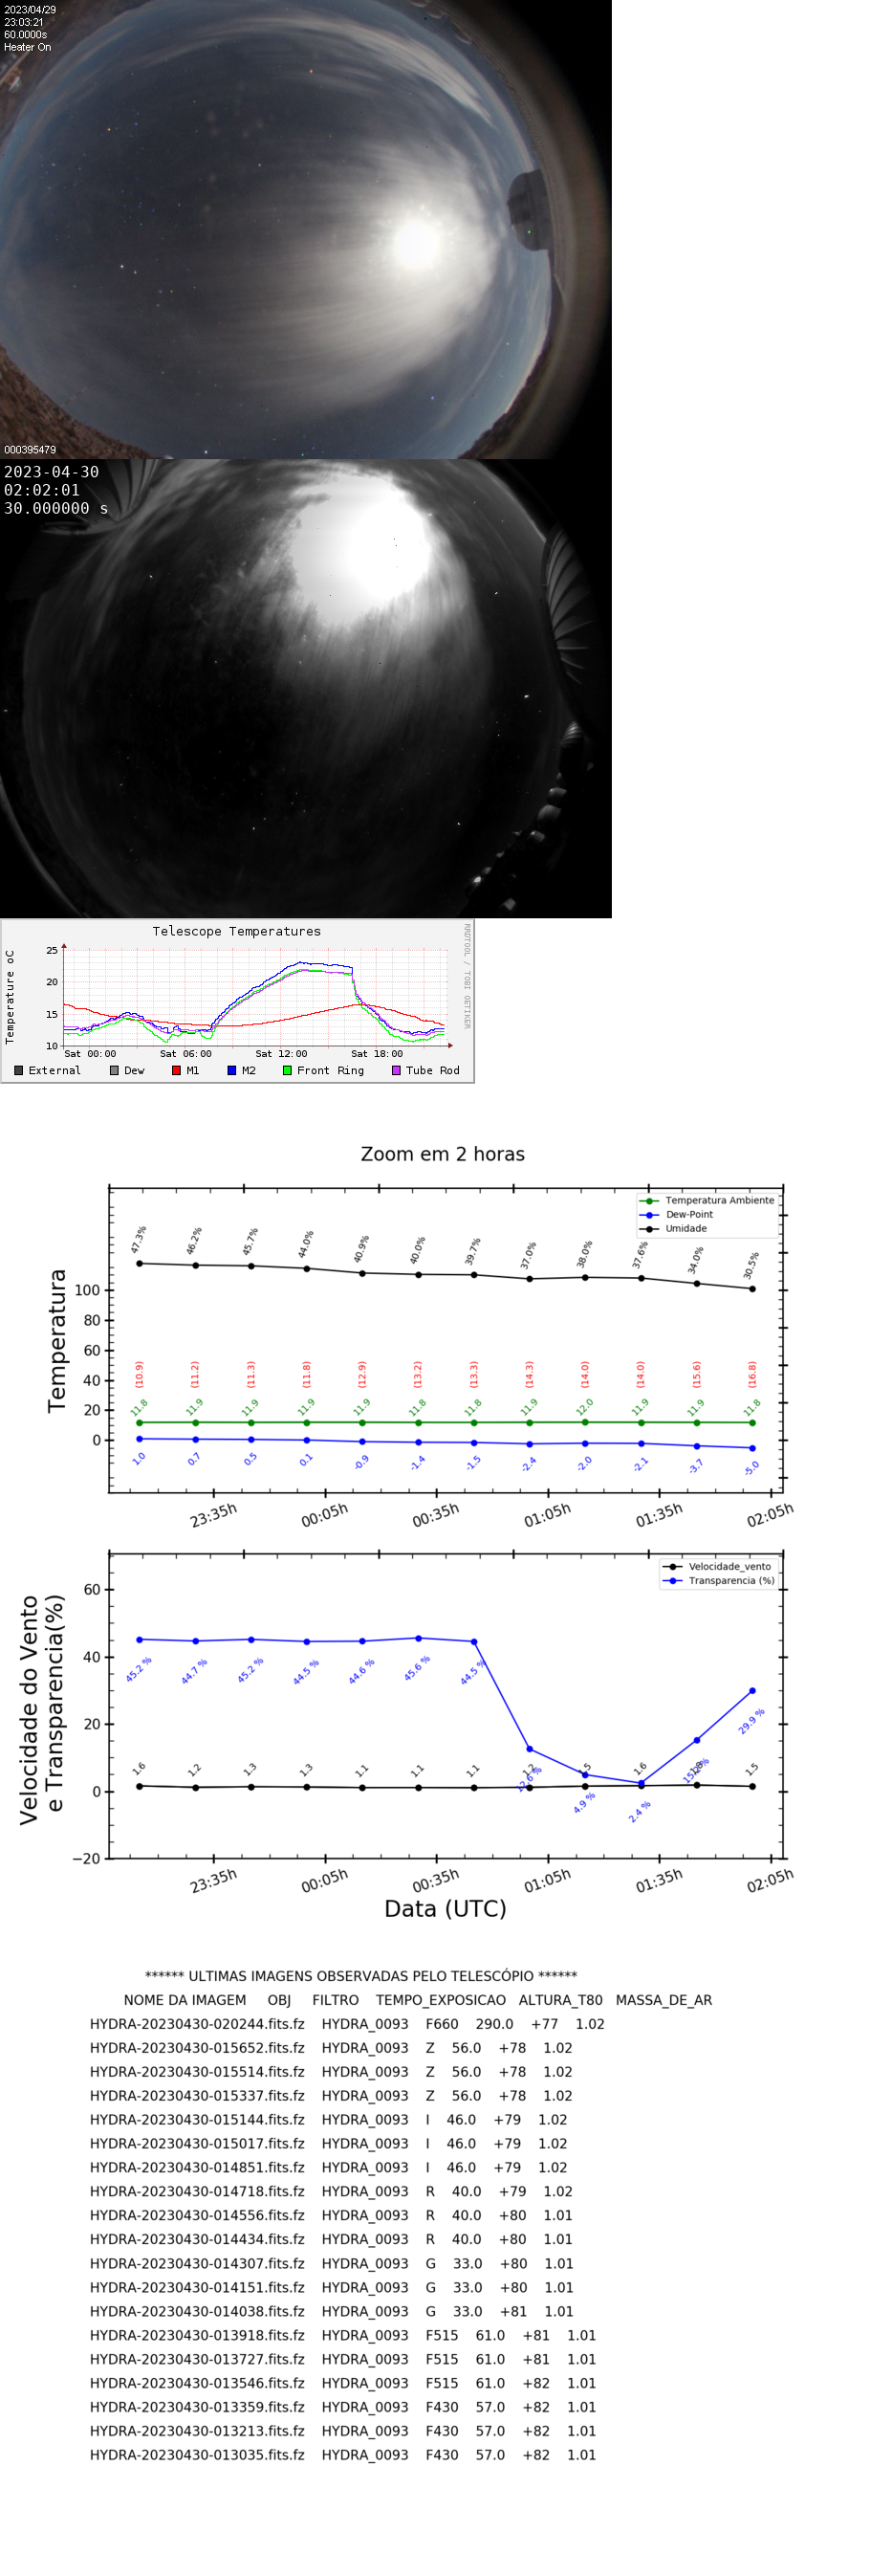 2023/04/29
23:03:21
60.0000s
Heater On
000395479
2023-04-30
02:02:01
30.000000 s
Telescope Temperatures
RRDTOOL / TOBI OETIKER
Temperature oC
25
20
15
10
Sat 00:00 Sat 06:00 Sat 12:00 Sat 18:00
External Dew M1 M2 Front Ring Tube Rod
Zoom em 2 horas
Temperatura Ambiente
Dew-Point
Umidade
47.3% 46.2% 45.7% 44.0% 40.9% 40.0% 39.7% 37.0% 38.0% 37.6% 34.0% 30.5%
Temperatura
100
80
60
40
20
0
(10.9) (11.2) (11.3) (11.8) (12.9) (13.2) (13.3) (14.3) (14.0) (14.0) (15.6) (16.8)
11.8 11.9 11.9 11.9 11.9 11.8 11.8 11.9 12.0 11.9 11.9 11.8
1.0 0.7 0.5 0.1 -0.9 -1.4 -1.5 -2.4 -2.0 -2.1 -3.7 -5.0
23:35h 00:05h 00:35h 01:05h 01:35h 02:05h
Velocidade_vento
Transparencia (%)
Velocidade do Vento
e Transparencia(%)
60
40
20
0
−20
45.2 % 44.7 % 45.2 % 44.5 % 44.6 % 45.6 % 44.5 % 12.6 % 4.9 % 2.4 % 29.9 %
1.6 1.2 1.3 1.3 1.1 1.1 1.1 1.2 1.6 1.5
23:35h 00:05h 00:35h 01:05h 01:35h 02:05h
Data (UTC)
****** ULTIMAS IMAGENS OBSERVADAS PELO TELESCÓPIO ******
NOME DA IMAGEM OBJ FILTRO TEMPO_EXPOSICAO ALTURA_T80 MASSA_DE_AR
HYDRA-20230430-020244.fits.fz HYDRA_0093 F660 290.0 +77 1.02
HYDRA-20230430-015652.fits.fz HYDRA_0093 Z 56.0 +78 1.02
HYDRA-20230430-015514.fits.fz HYDRA_0093 Z 56.0 +78 1.02
HYDRA-20230430-015337.fits.fz HYDRA_0093 Z 56.0 +78 1.02
HYDRA-20230430-015144.fits.fz HYDRA_0093 I 46.0 +79 1.02
HYDRA-20230430-015017.fits.fz HYDRA_0093 I 46.0 +79 1.02
HYDRA-20230430-014851.fits.fz HYDRA_0093 I 46.0 +79 1.02
HYDRA-20230430-014718.fits.fz HYDRA_0093 R 40.0 +79 1.02
HYDRA-20230430-014556.fits.fz HYDRA_0093 R 40.0 +80 1.01
HYDRA-20230430-014434.fits.fz HYDRA_0093 R 40.0 +80 1.01
HYDRA-20230430-014307.fits.fz HYDRA_0093 G 33.0 +80 1.01
HYDRA-20230430-014151.fits.fz HYDRA_0093 G 33.0 +80 1.01
HYDRA-20230430-014038.fits.fz HYDRA_0093 G 33.0 +81 1.01
HYDRA-20230430-013918.fits.fz HYDRA_0093 F515 61.0 +81 1.01
HYDRA-20230430-013727.fits.fz HYDRA_0093 F515 61.0 +81 1.01
HYDRA-20230430-013546.fits.fz HYDRA_0093 F515 61.0 +82 1.01
HYDRA-20230430-013359.fits.fz HYDRA_0093 F430 57.0 +82 1.01
HYDRA-20230430-013213.fits.fz HYDRA_0093 F430 57.0 +82 1.01
HYDRA-20230430-013035.fits.fz HYDRA_0093 F430 57.0 +82 1.01